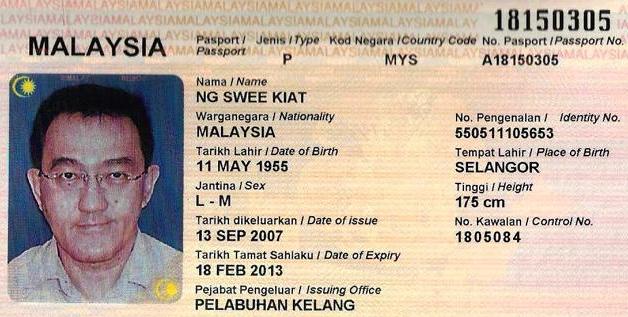 18150305
MALAYSIA
Pasport / Passport
Jenis / Type
Kod Negara / Country Code
No. Pasport / Passport No.
P
MYS
A18150305
Nama / Name
NG SWEE KIAT
Warganegara / Nationality
MALAYSIA
No. Pengenalan / Identity No.
550511105653
Tarikh Lahir / Date of Birth
11 MAY 1955
Tempat Lahir / Place of Birth
SELANGOR
Jantina / Sex
L - M
Tinggi / Height
175 cm
Tarikh dikeluarkan / Date of issue
13 SEP 2007
No. Kawalan / Control No.
1805084
Tarikh Tamat Sahlaku / Date of Expiry
18 FEB 2013
Pejabat Pengeluar / Issuing Office
PELABUHAN KELANG